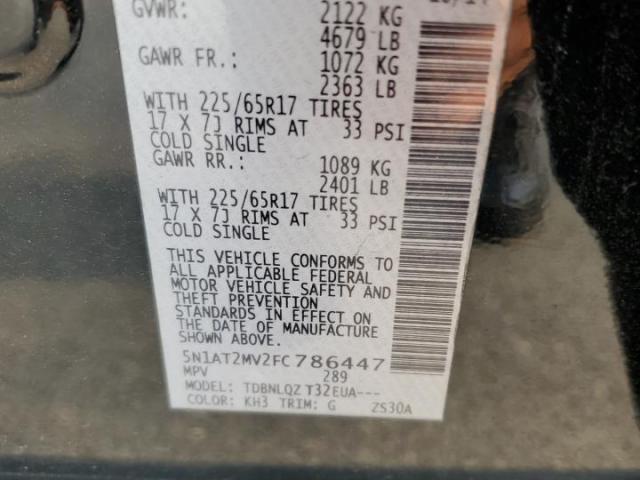 GVWR: 2122 KG
4679 LB
GAWR FR.: 1072 KG
2363 LB
WITH 225/65R17 TIRES
17 X 7J RIMS AT 33 PSI
COLD SINGLE
GAWR RR.: 1089 KG
2401 LB
WITH 225/65R17 TIRES
17 X 7J RIMS AT 33 PSI
COLD SINGLE
THIS VEHICLE CONFORMS TO
ALL APPLICABLE FEDERAL
MOTOR VEHICLE SAFETY AND
THEFT PREVENTION
STANDARDS IN EFFECT ON
THE DATE OF MANUFACTURE
SHOWN ABOVE.
5N1AT2MV2FC786447
MPV 289
MODEL: TDBNLQZ T32EUA---
COLOR: KH3 TRIM: G ZS30A